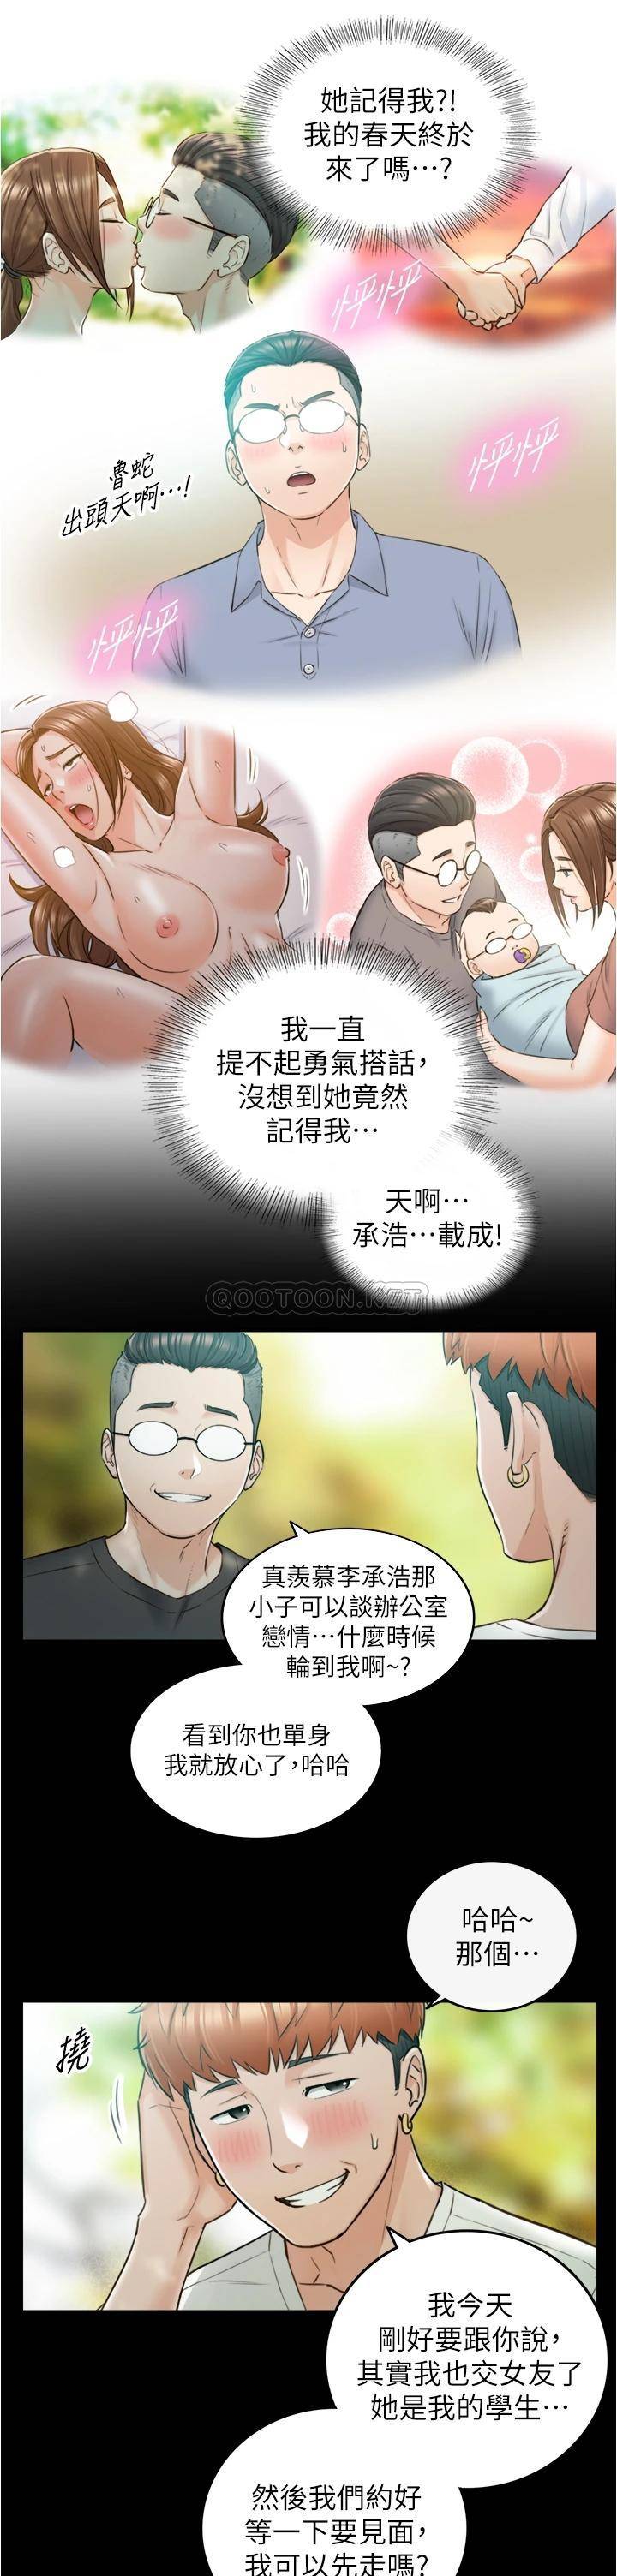 她記得我?!
我的春天終於
來了嗎…?
怦怦
怦怦
魯蛇
出頭天啊…!
怦怦
我一直
提不起勇氣搭話，
沒想到她竟然
記得我…
天啊…
承浩…載成!
QOOTOON.NET
真羨慕李承浩那
小子可以談辦公室
戀情…什麼時候
輪到我啊~?
看到你也單身
我就放心了，哈哈
哈哈~
那個…
撓
我今天
剛好要跟你說，
其實我也交女友了
她是我的學生…
然後我們約好
等一下要見面，
我可以先走嗎?